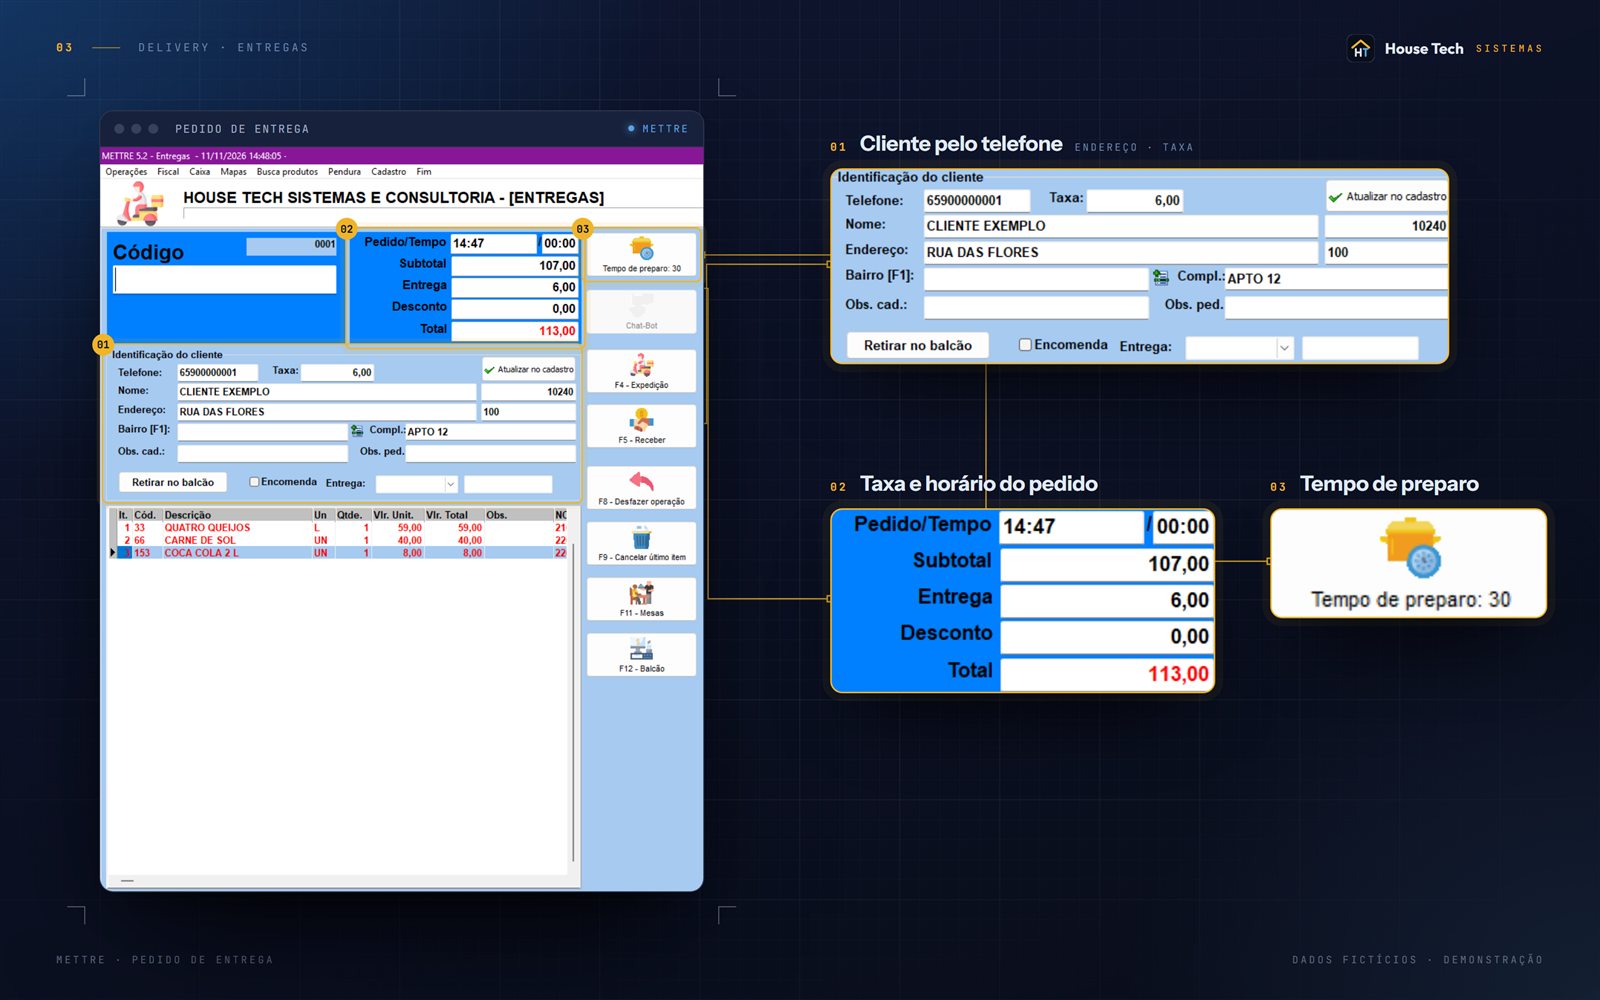 03 DELIVERY · ENTREGAS
HT House Tech SISTEMAS
PEDIDO DE ENTREGA
METTRE
METTRE 5.2 - Entregas - 11/11/2026 14:48:05 -
Operações Fiscal Caixa Mapas Busca produtos Pendura Cadastro Fim
HOUSE TECH SISTEMAS E CONSULTORIA - [ENTREGAS]
Código 0001
02
Pedido/Tempo 14:47 / 00:00
Subtotal 107,00
Entrega 6,00
Desconto 0,00
Total 113,00
03
Tempo de preparo: 30
Chat-Bot
F4 - Expedição
F5 - Receber
F8 - Desfazer operação
F9 - Cancelar último item
F11 - Mesas
F12 - Balcão
01
Identificação do cliente
Telefone: 65900000001 Taxa: 6,00 Atualizar no cadastro
Nome: CLIENTE EXEMPLO 10240
Endereço: RUA DAS FLORES 100
Bairro [F1]: Compl.: APTO 12
Obs. cad.: Obs. ped.
Retirar no balcão Encomenda Entrega:
It. Cód. Descrição Un Qtde. Vlr. Unit. Vlr. Total Obs. NC
1 33 QUATRO QUEIJOS L 1 59,00 59,00 21
2 66 CARNE DE SOL UN 1 40,00 40,00 22
3 153 COCA COLA 2 L UN 1 8,00 8,00 22
01 Cliente pelo telefone ENDEREÇO · TAXA
Identificação do cliente
Telefone: 65900000001 Taxa: 6,00 Atualizar no cadastro
Nome: CLIENTE EXEMPLO 10240
Endereço: RUA DAS FLORES 100
Bairro [F1]: Compl.: APTO 12
Obs. cad.: Obs. ped.
Retirar no balcão Encomenda Entrega:
02 Taxa e horário do pedido
Pedido/Tempo 14:47 / 00:00
Subtotal 107,00
Entrega 6,00
Desconto 0,00
Total 113,00
03 Tempo de preparo
Tempo de preparo: 30
METTRE · PEDIDO DE ENTREGA
DADOS FICTÍCIOS · DEMONSTRAÇÃO